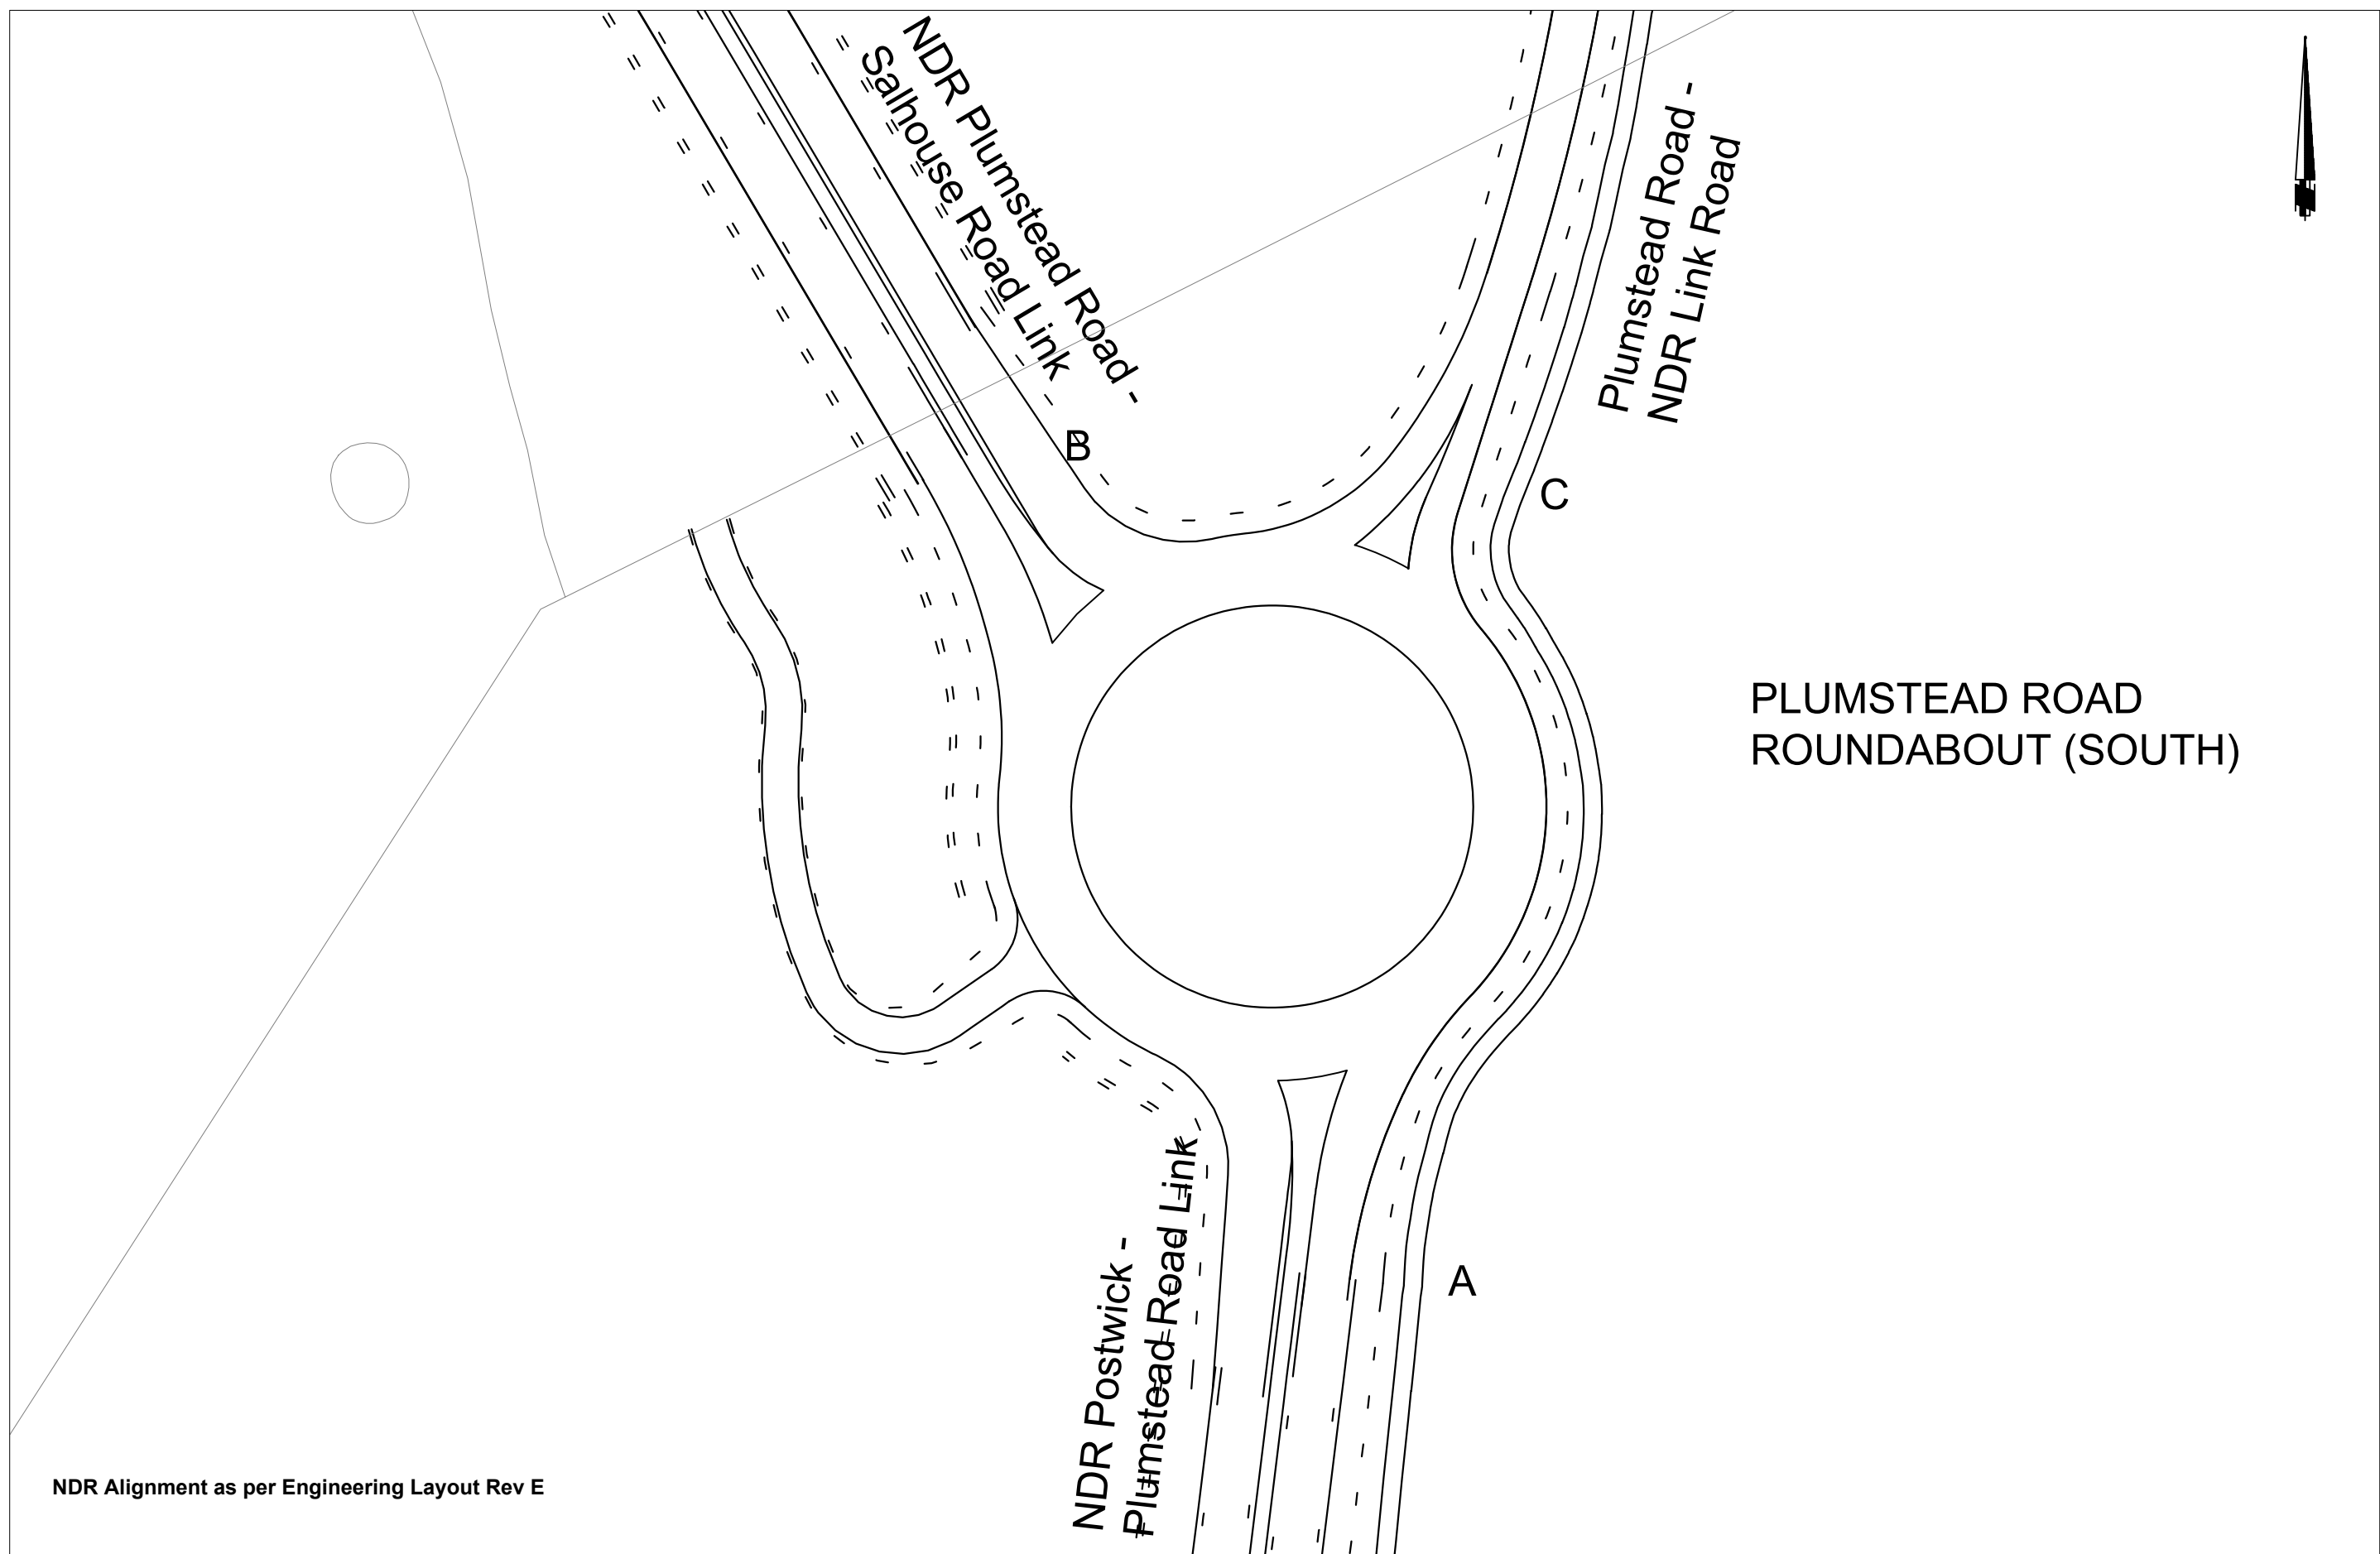 NDR Plumstead Road -
Salhouse Road Link
Plumstead Road -
NDR Link Road
B
C
PLUMSTEAD ROAD
ROUNDABOUT (SOUTH)
A
NDR Postwick -
Plumstead Road Link
NDR Alignment as per Engineering Layout Rev E